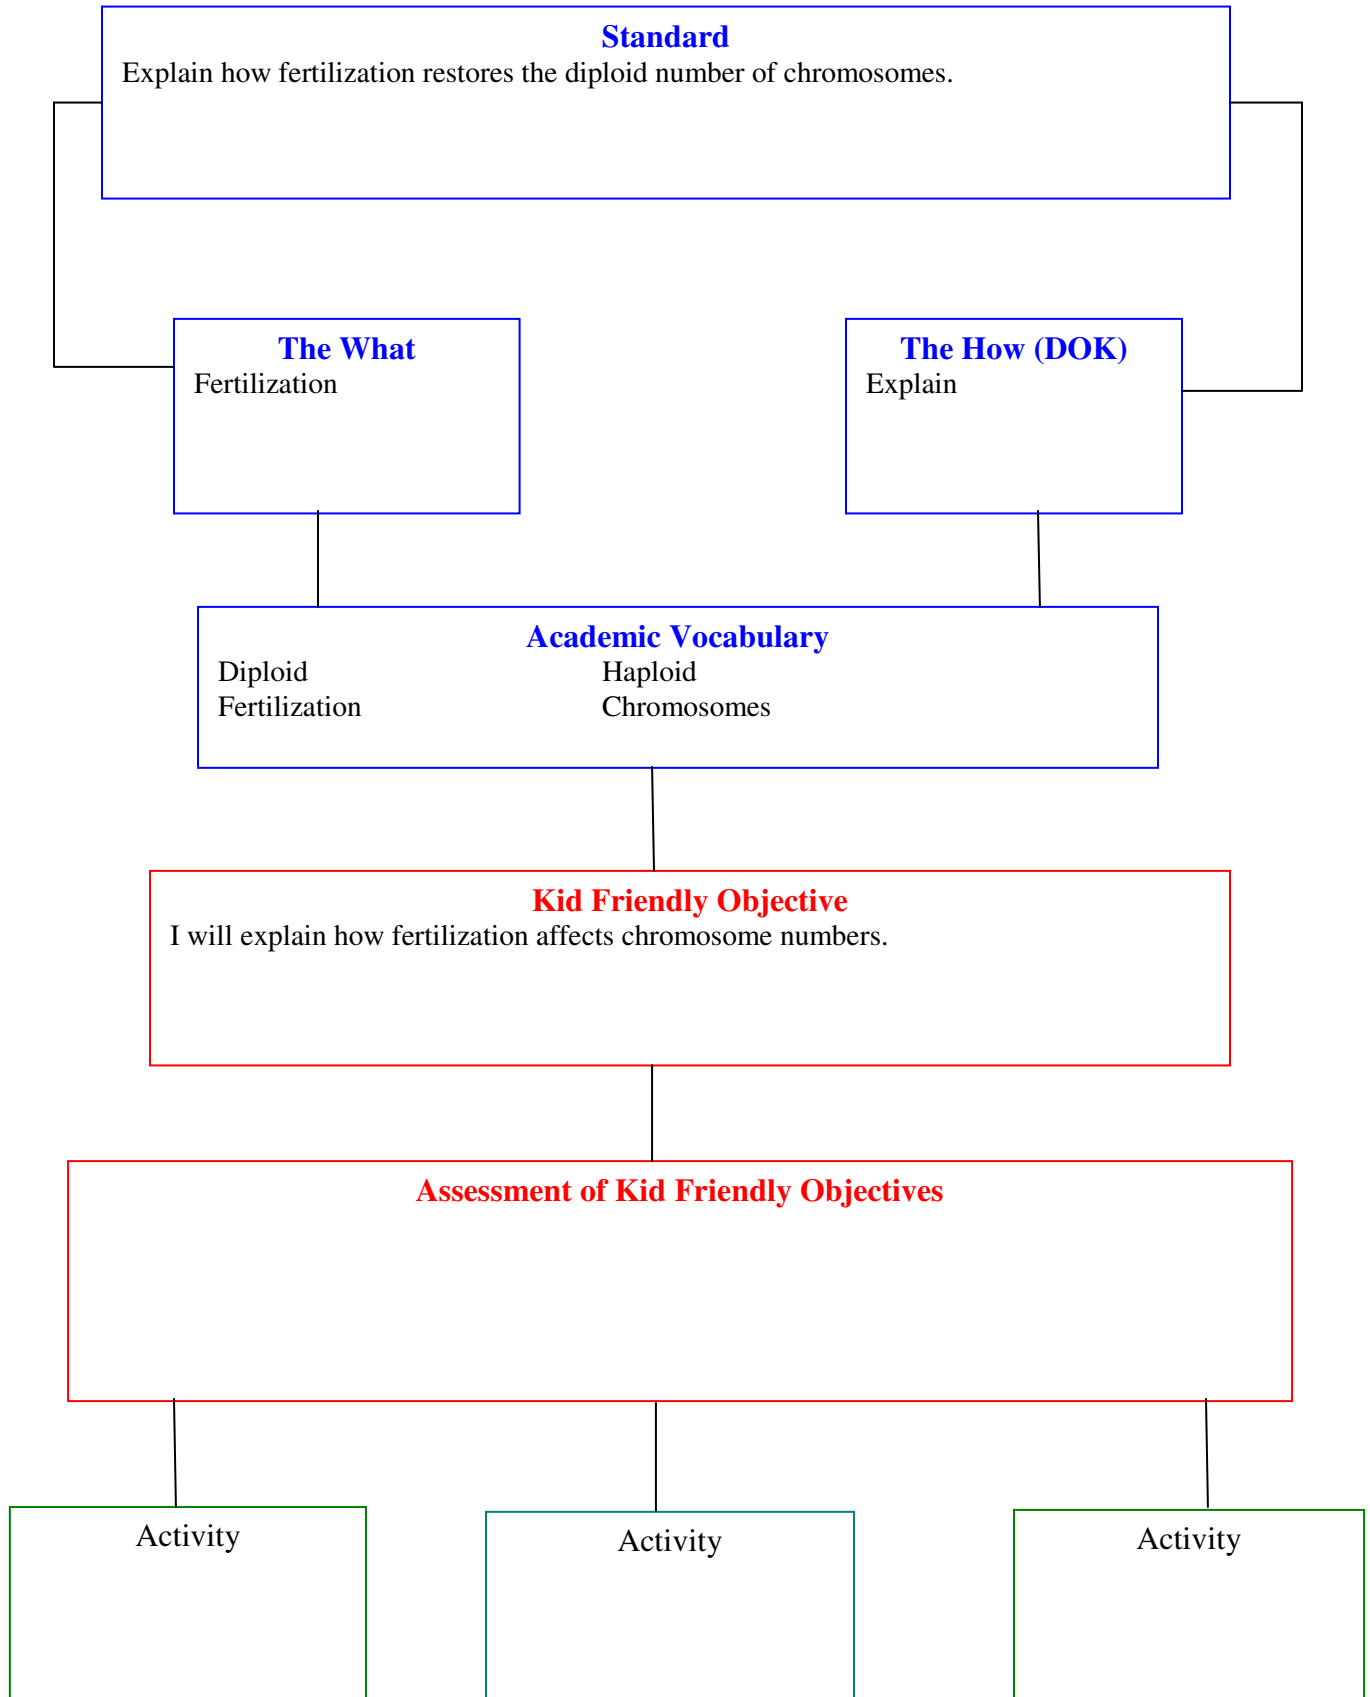 Standard
Explain how fertilization restores the diploid number of chromosomes.
The What
Fertilization
The How (DOK)
Explain
Academic Vocabulary
Diploid Haploid
Fertilization Chromosomes
Kid Friendly Objective
I will explain how fertilization affects chromosome numbers.
Assessment of Kid Friendly Objectives
Activity
Activity
Activity